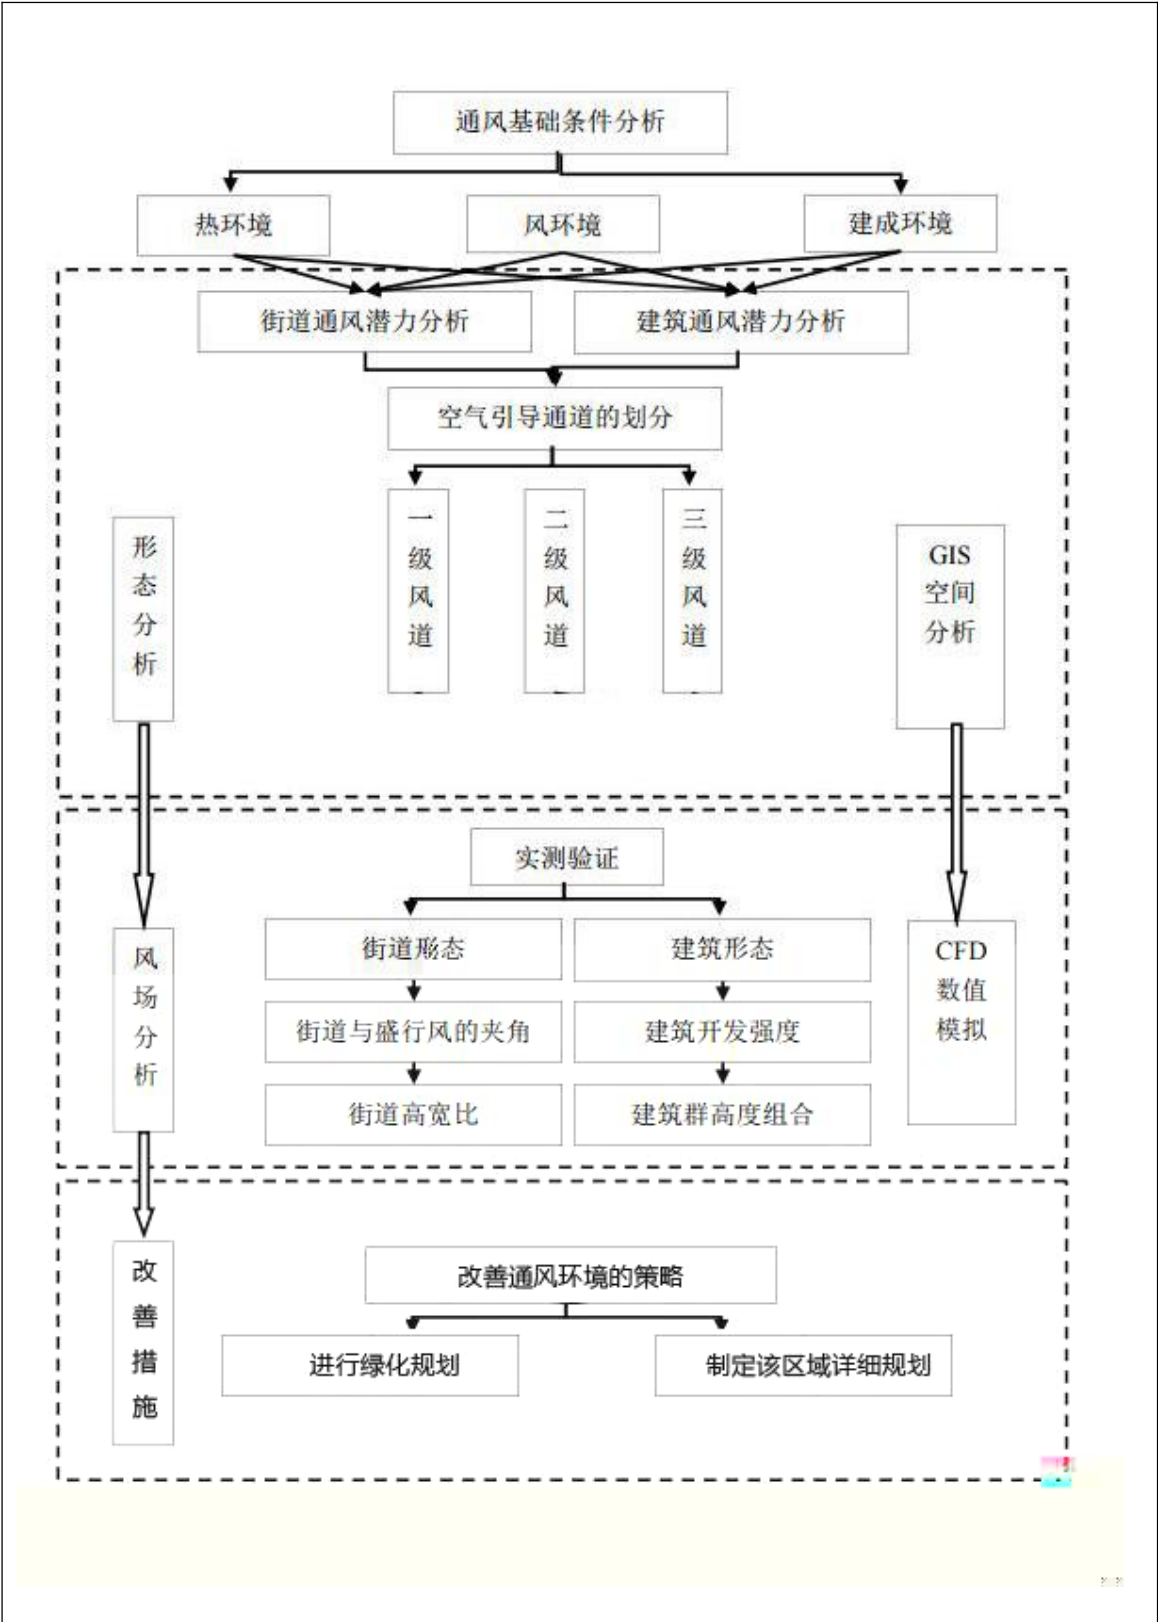 通风基础条件分析
热环境
风环境
建成环境
街道通风潜力分析
建筑通风潜力分析
空气引导通道的划分
一级风道
二级风道
三级风道
形态分析
GIS
空间
分析
实测验证
街道形态
建筑形态
街道与盛行风的夹角
建筑开发强度
街道高宽比
建筑群高度组合
风场分析
CFD
数值
模拟
改善措施
改善通风环境的策略
进行绿化规划
制定该区域详细规划